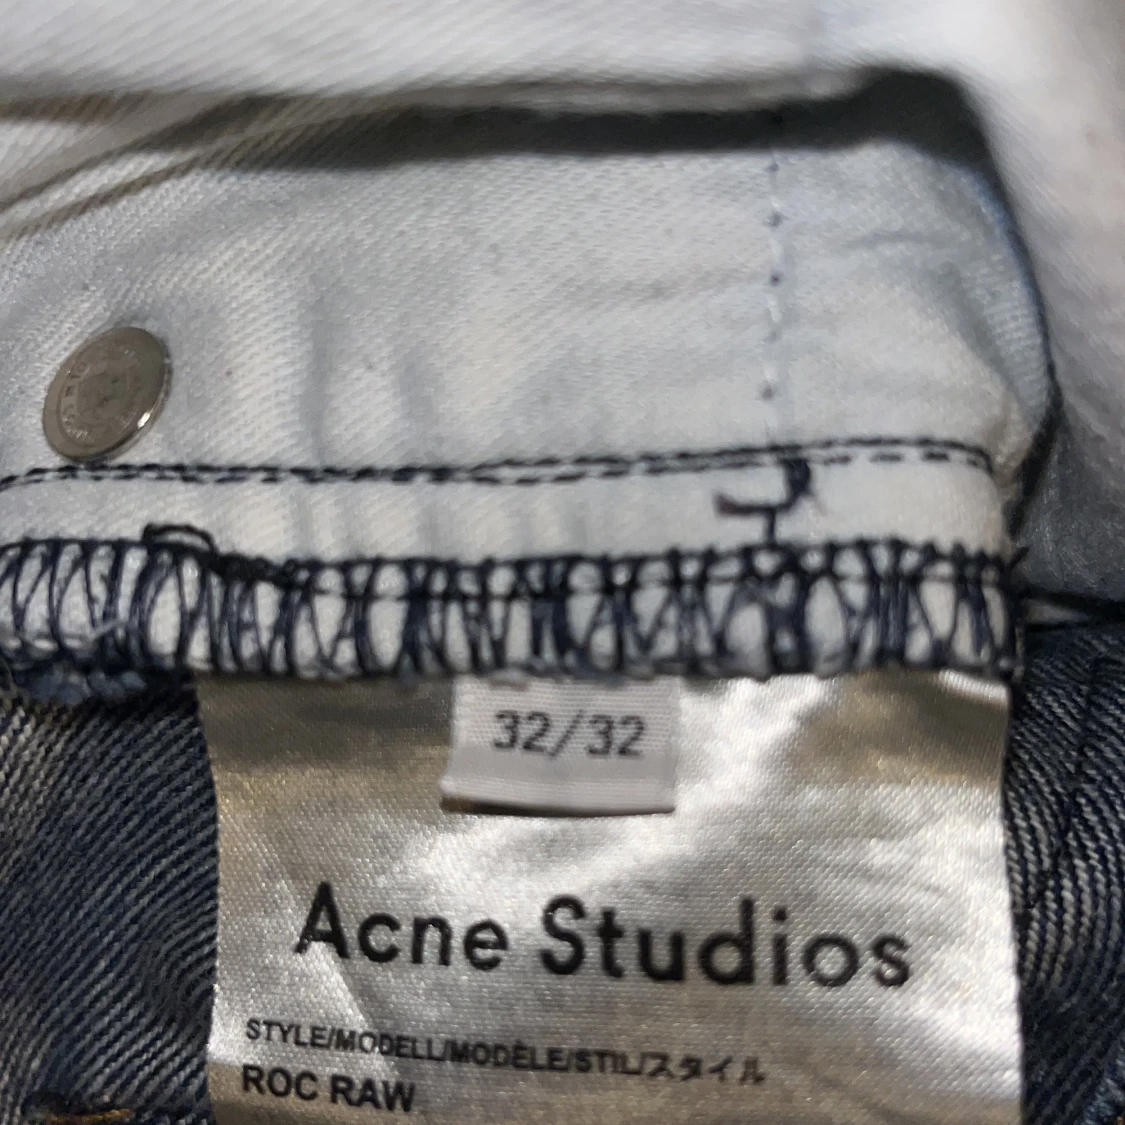 32/32
Acne Studios
STYLE/MODELL/MODÈLE/STIL/スタイル
ROC RAW